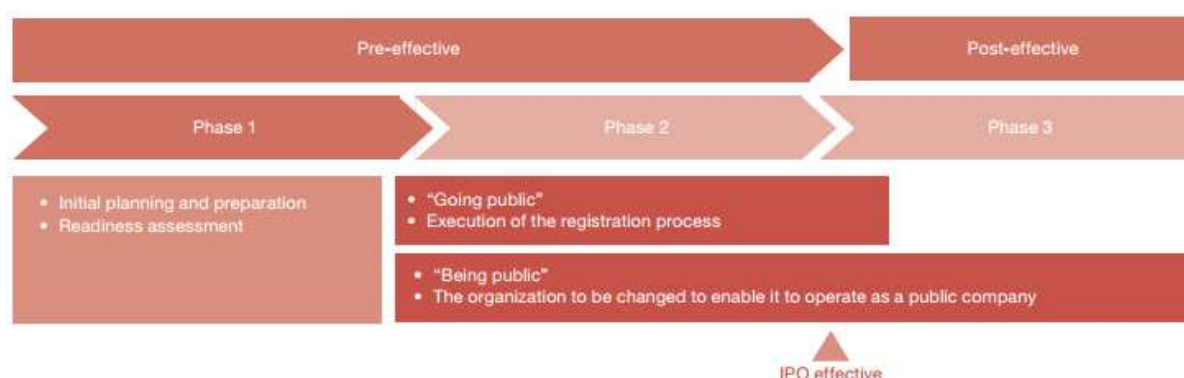 Pre-effective
Post-effective
Phase 1
Phase 2
Phase 3
• Initial planning and preparation
• Readiness assessment
• “Going public”
• Execution of the registration process
• “Being public”
• The organization to be changed to enable it to operate as a public company
IPO effective